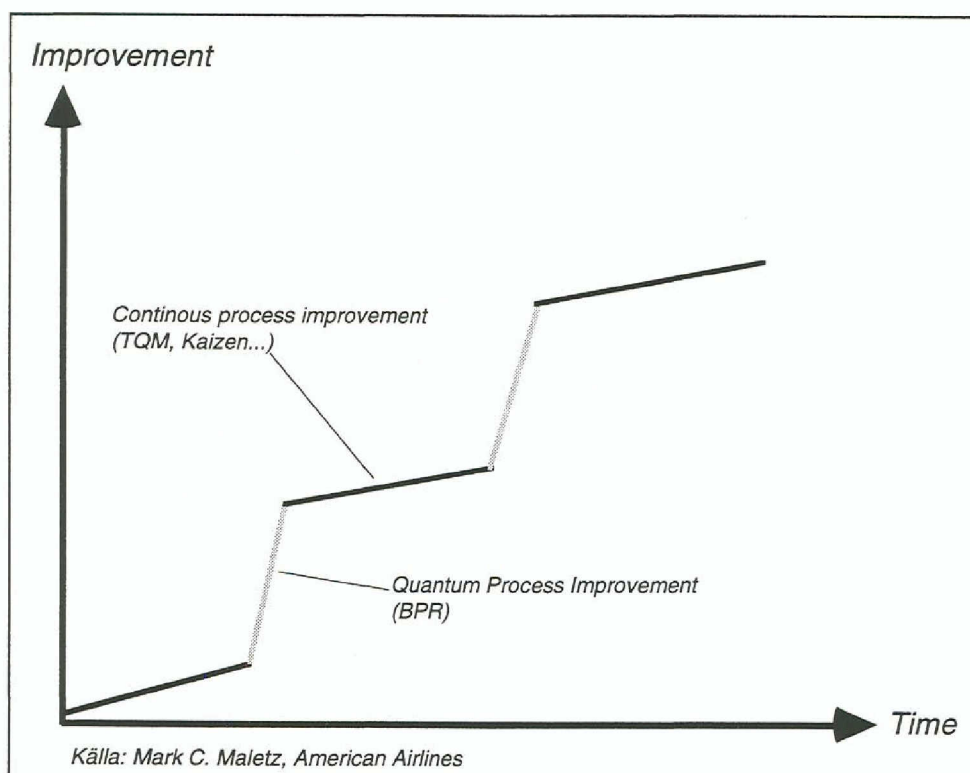 Improvement
Continous process improvement
(TQM, Kaizen...)
Quantum Process Improvement
(BPR)
Time
Källa: Mark C. Maletz, American Airlines